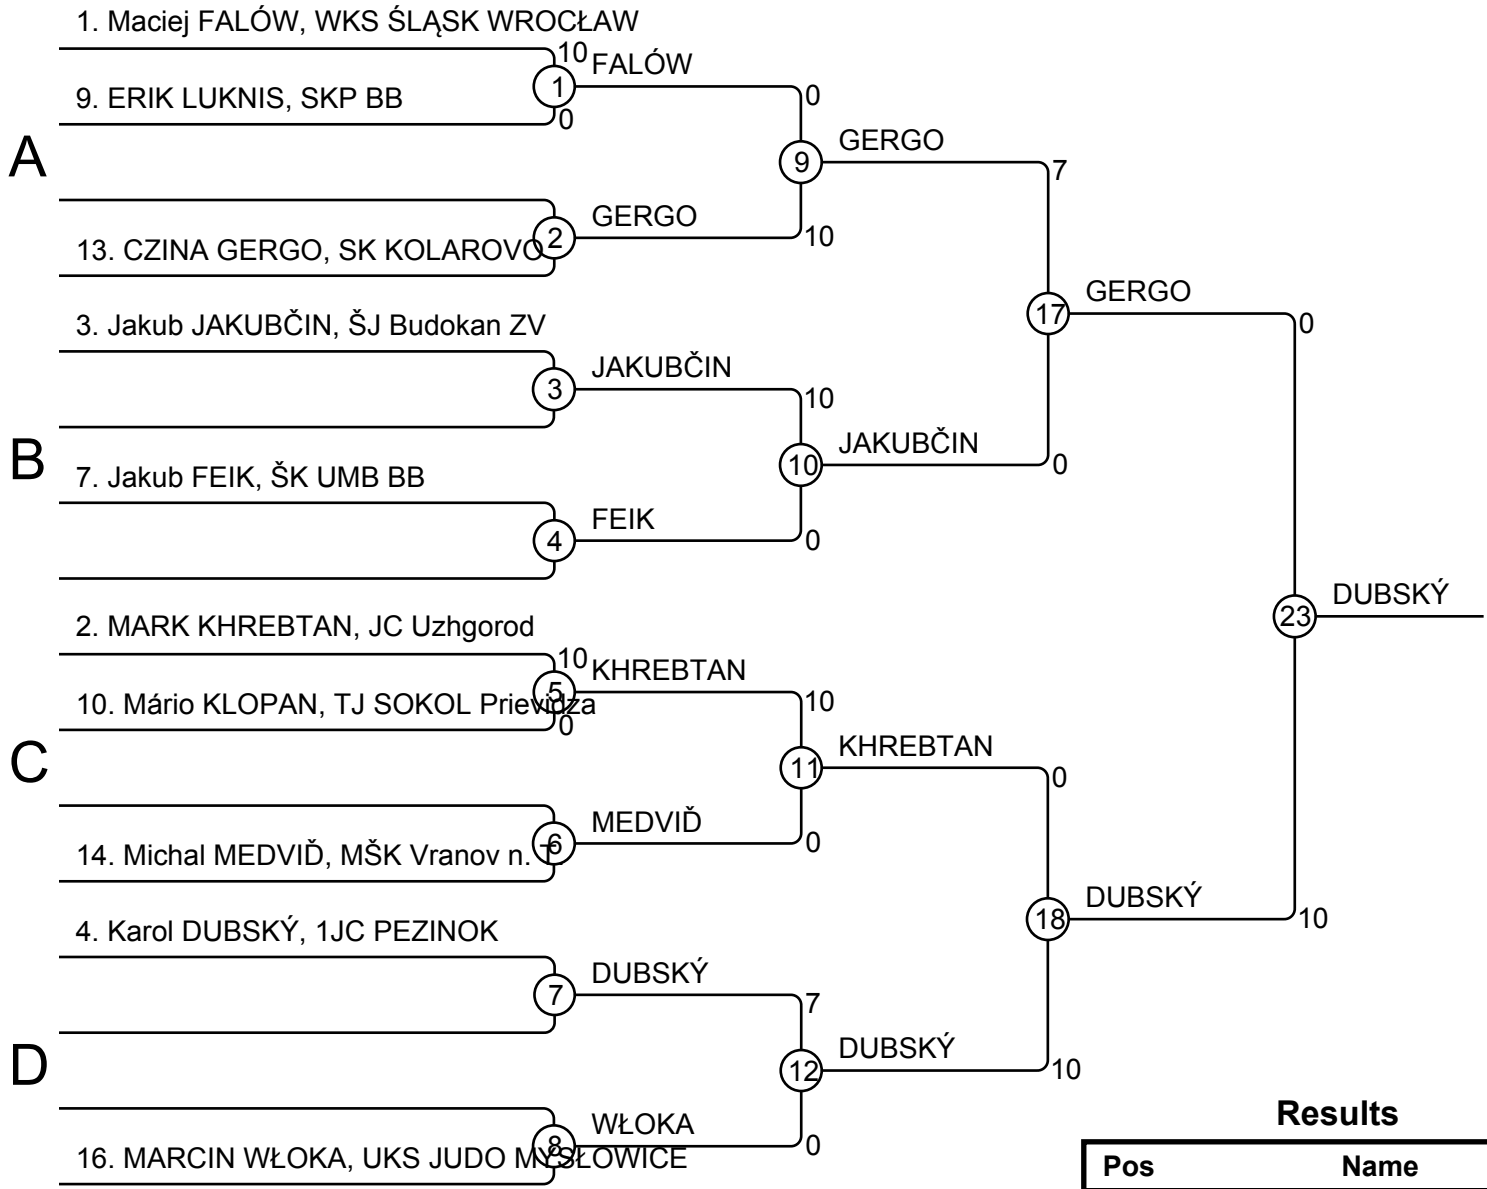 1. Maciej FALÓW, WKS ŚLĄSK WROCŁAW
10
FALÓW
1
9. ERIK LUKNIS, SKP BB
0
0
A
GERGO
9
7
GERGO
2
10
13. CZINA GERGO, SK KOLAROVO
GERGO
17
0
3. Jakub JAKUBČIN, ŠJ Budokan ZV
JAKUBČIN
3
10
JAKUBČIN
10
0
B
7. Jakub FEIK, ŠK UMB BB
FEIK
4
0
DUBSKÝ
23
2. MARK KHREBTAN, JC Uzhgorod
10
KHREBTAN
5
10
10. Mário KLOPAN, TJ SOKOL Prievidza
0
C
KHREBTAN
11
0
MEDVIĎ
6
0
14. Michal MEDVIĎ, MŠK Vranov n. T.
DUBSKÝ
18
10
4. Karol DUBSKÝ, 1JC PEZINOK
DUBSKÝ
7
7
D
DUBSKÝ
12
10
WŁOKA
8
0
16. MARCIN WŁOKA, UKS JUDO MYSŁOWICE
Results
Pos Name